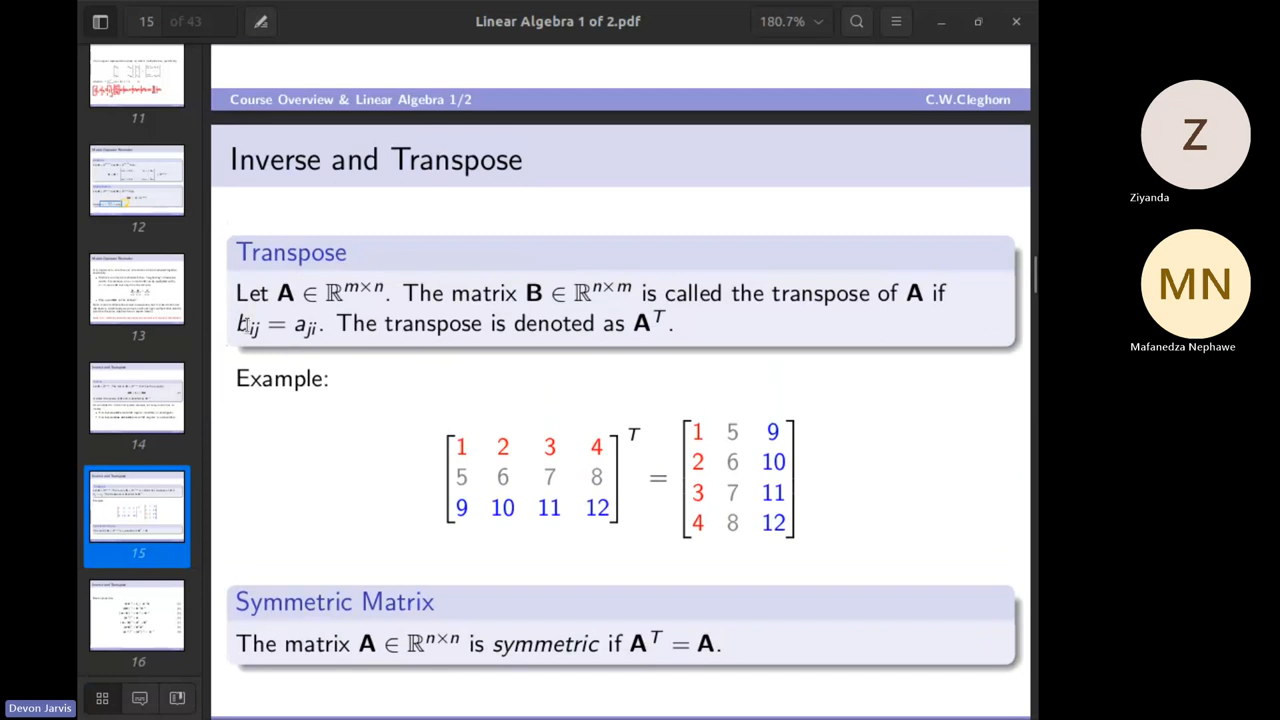 15 of 43
Linear Algebra 1 of 2.pdf
180.7%
Course Overview & Linear Algebra 1/2
C.W.Cleghorn
Inverse and Transpose
Transpose
Let A ∈ ℝ^{m×n}. The matrix B ∈ ℝ^{n×m} is called the transpose of A if
b_{ij} = a_{ji}. The transpose is denoted as A^T.
Example:
[1 2 3 4; 5 6 7 8; 9 10 11 12]^T = [1 5 9; 2 6 10; 3 7 11; 4 8 12]
Symmetric Matrix
The matrix A ∈ ℝ^{n×n} is symmetric if A^T = A.
11
12
13
14
15
16
Z
Ziyanda
MN
Mafanedza Nephawe
Devon Jarvis